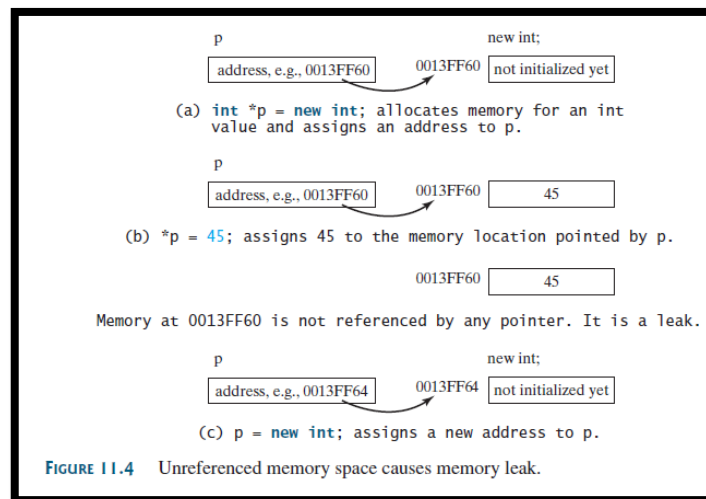 p new int;
address, e.g., 0013FF60 0013FF60 not initialized yet
(a) int *p = new int; allocates memory for an int
value and assigns an address to p.
p
address, e.g., 0013FF60 0013FF60 45
(b) *p = 45; assigns 45 to the memory location pointed by p.
0013FF60 45
Memory at 0013FF60 is not referenced by any pointer. It is a leak.
p new int;
address, e.g., 0013FF64 0013FF64 not initialized yet
(c) p = new int; assigns a new address to p.
FIGURE 11.4 Unreferenced memory space causes memory leak.